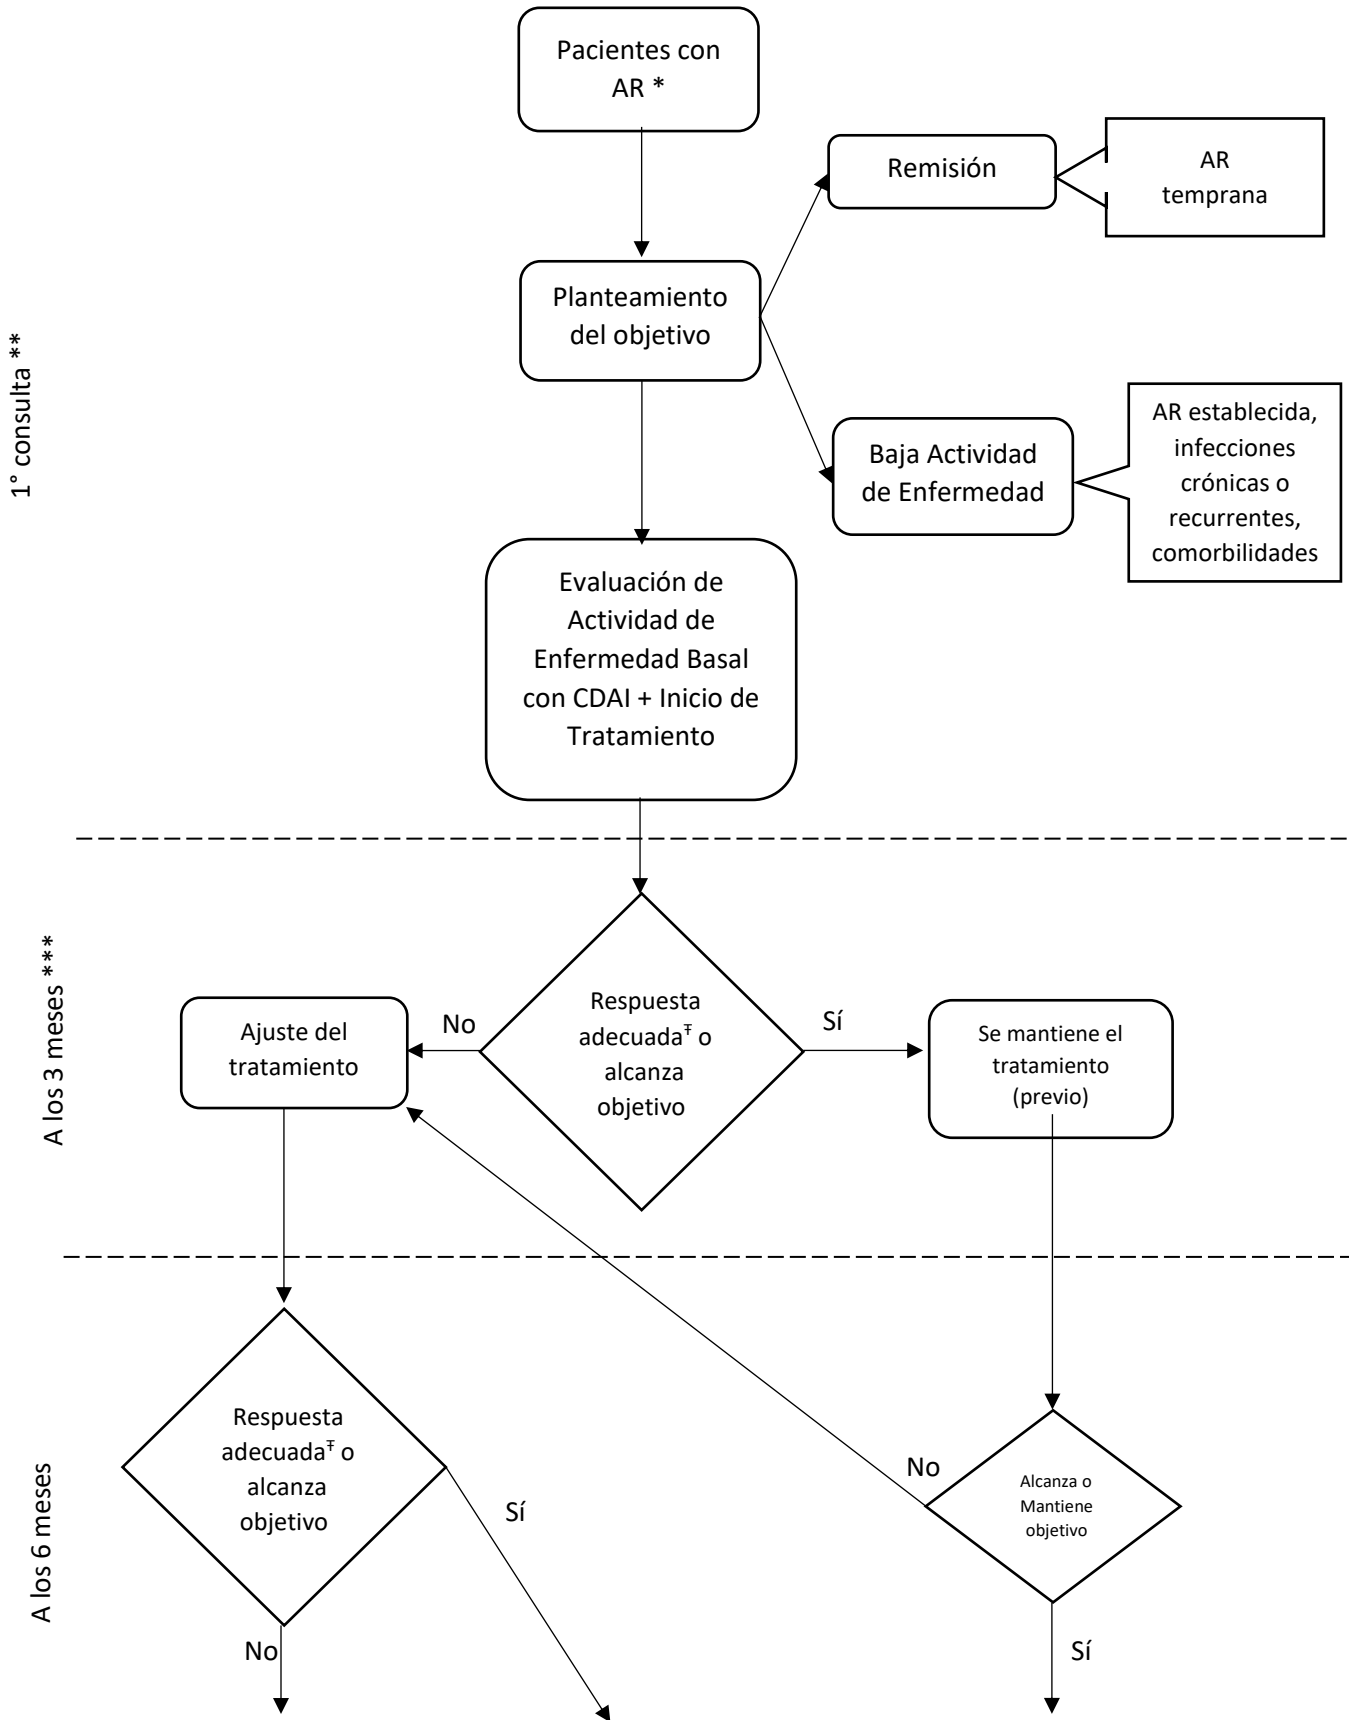 Pacientes con
AR *
Remisión
AR
temprana
Planteamiento
del objetivo
1° consulta **
Baja Actividad
de Enfermedad
AR establecida,
infecciones
crónicas o
recurrentes,
comorbilidades
Evaluación de
Actividad de
Enfermedad Basal
con CDAI + Inicio de
Tratamiento
A los 3 meses ***
Ajuste del
tratamiento
No
Respuesta
adecuada^Ŧ o
alcanza
objetivo
Sí
Se mantiene el
tratamiento
(previo)
A los 6 meses
Respuesta
adecuada^Ŧ o
alcanza
objetivo
Sí
No
No
Alcanza o
Mantiene
objetivo
Sí